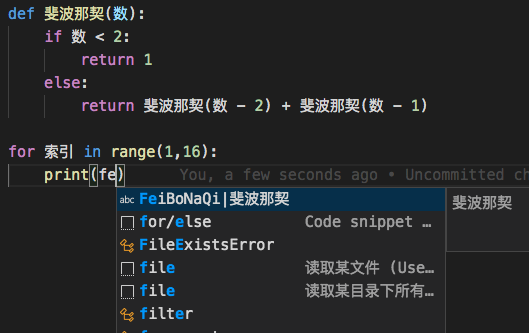 def 斐波那契(数):
if 数 < 2:
return 1
else:
return 斐波那契(数 - 2) + 斐波那契(数 - 1)
for 索引 in range(1,16):
print(fe) You, a few seconds ago • Uncommitted ch
abc FeiBoNaQi|斐波那契 斐波那契
for/else Code snippet …
FileExistsError
file 读取某文件 (Use…
file 读取某目录下所有…
filter